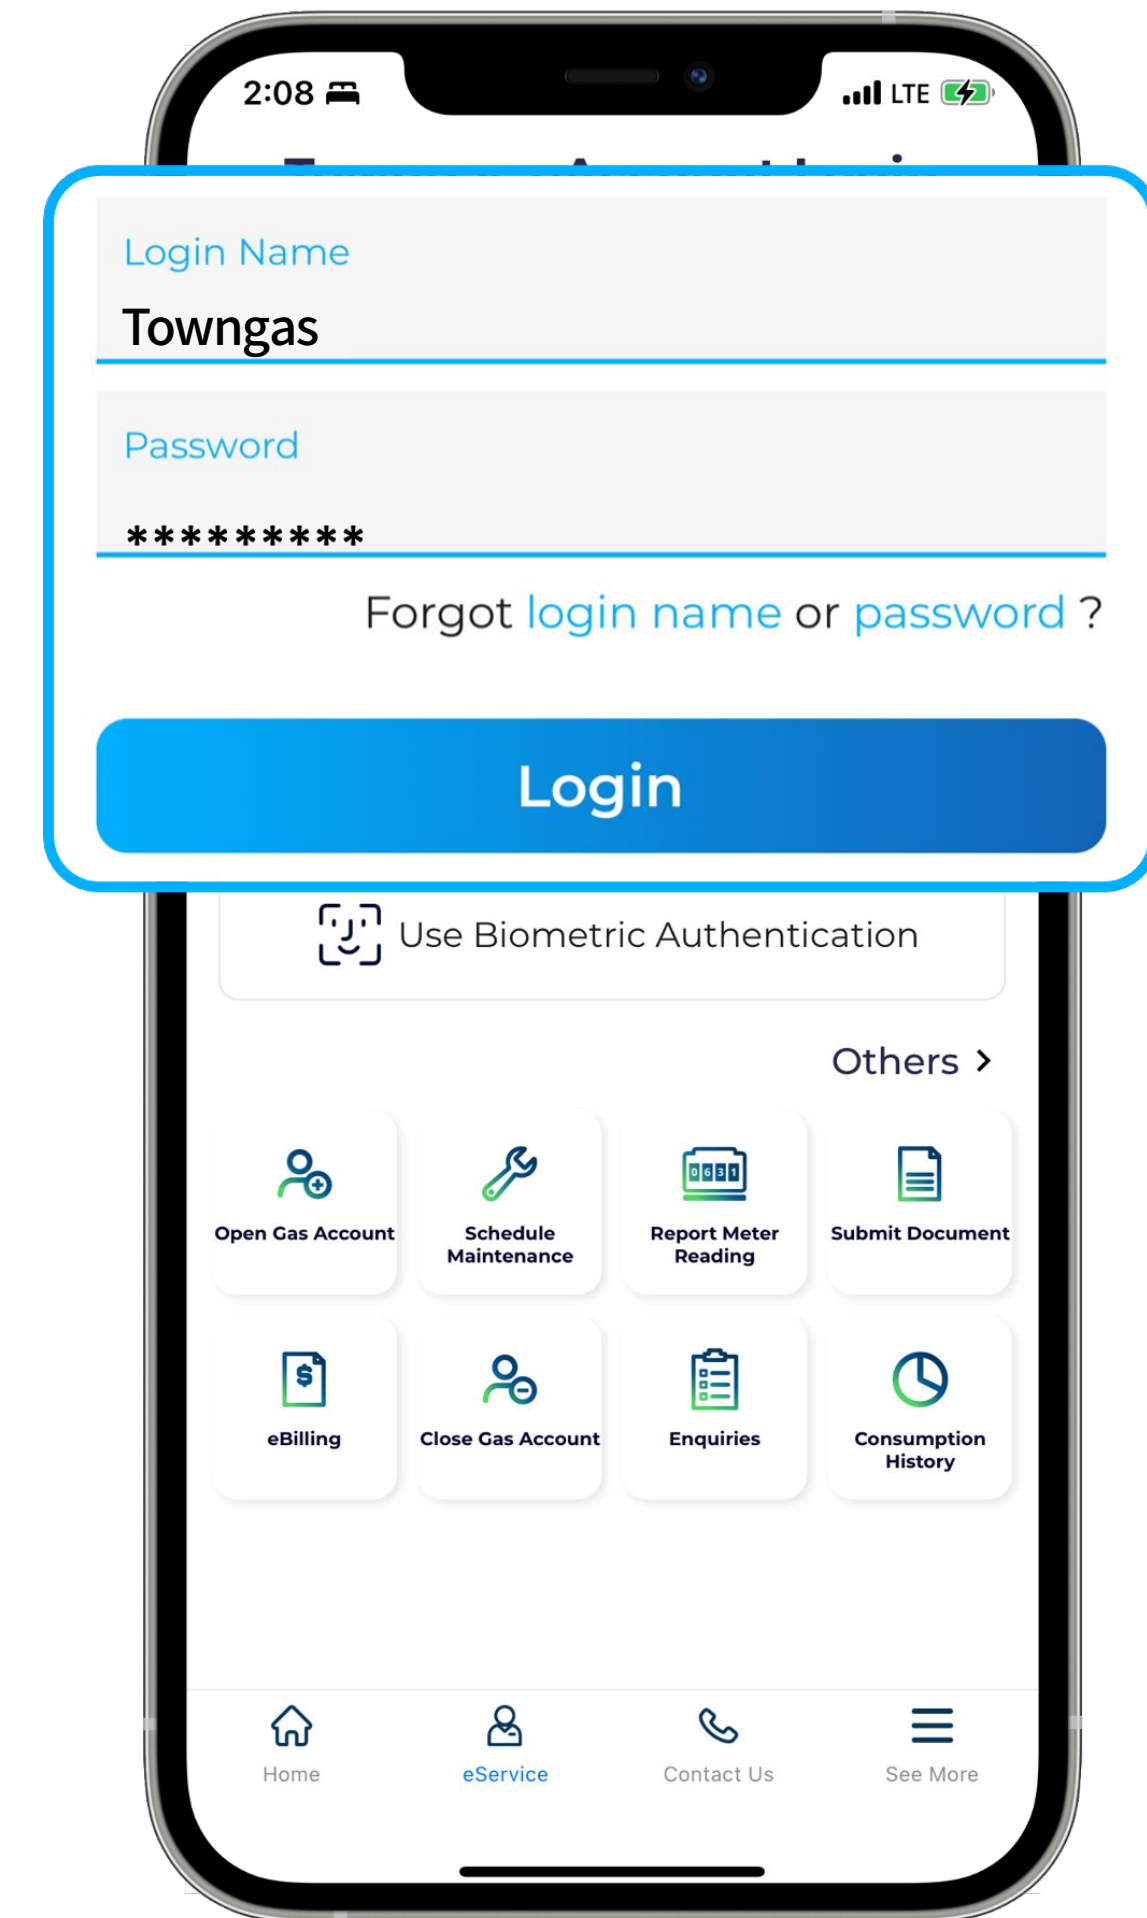 2:08
LTE
Login Name
Towngas
Password
*********
Forgot login name or password ?
Login
Use Biometric Authentication
Others >
Open Gas Account
Schedule
Maintenance
0631
Report Meter
Reading
Submit Document
$
eBilling
Close Gas Account
Enquiries
Consumption
History
Home
eService
Contact Us
See More